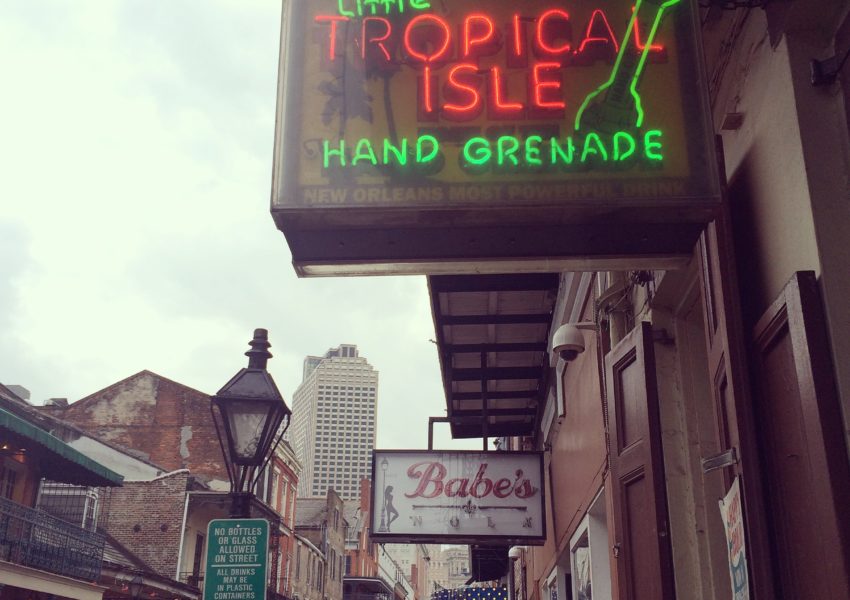 LITTLE
TROPICAL
ISLE
HAND GRENADE
NEW ORLEANS MOST POWERFUL DRINK
Babe's
NOLA
NO BOTTLES
OR GLASS
ALLOWED
ON STREET
ALL DRINKS
MAY BE
IN PLASTIC
CONTAINERS